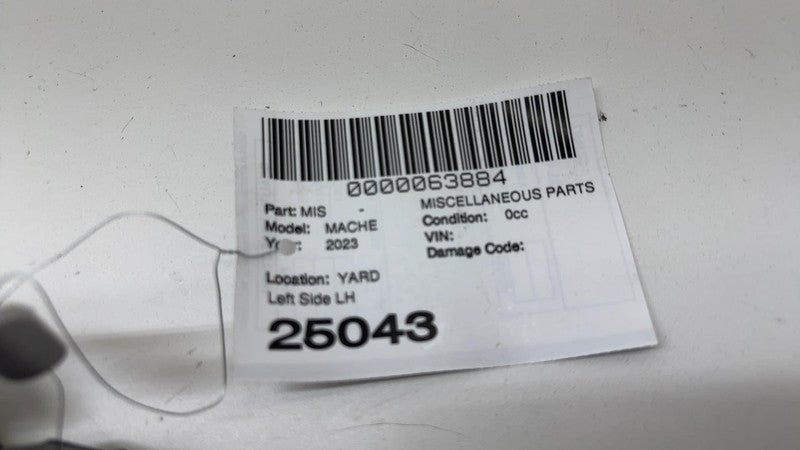 0000063884
Part: MIS - MISCELLANEOUS PARTS
Model: MACHE Condition: 0cc
2023 VIN:
Damage Code:
Location: YARD
Left Side LH
25043